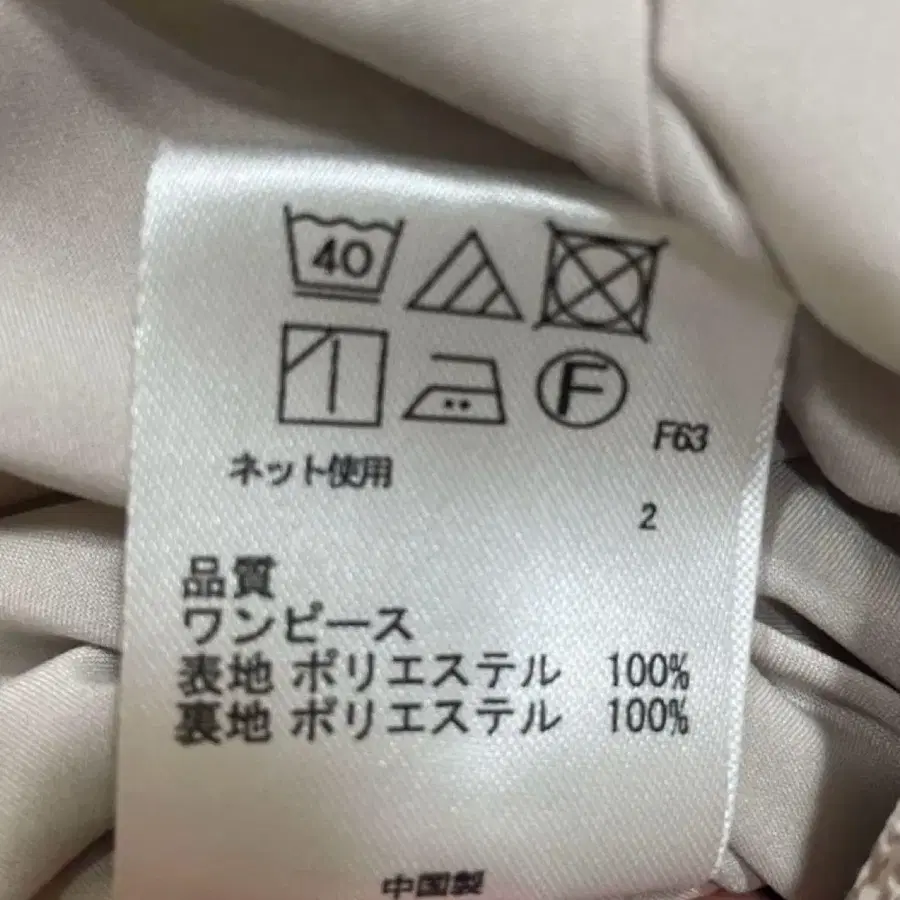 40
F
F63
ネット使用
2
品質
ワンピース
表地 ポリエステル 100%
裏地 ポリエステル 100%
中国製